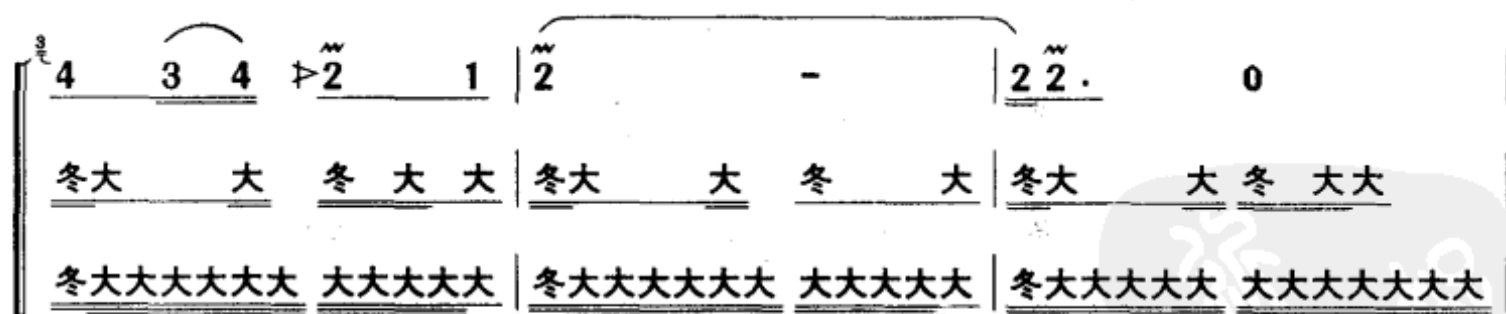 4 3 4 2 1 | 2 - | 2 2 · 0
冬大 大 冬 大 大 | 冬大 大 冬 大 | 冬大 大 冬 大大
冬大大大大大大 大大大大大 | 冬大大大大大大 大大大大大 | 冬大大大大大 大大大大大大大